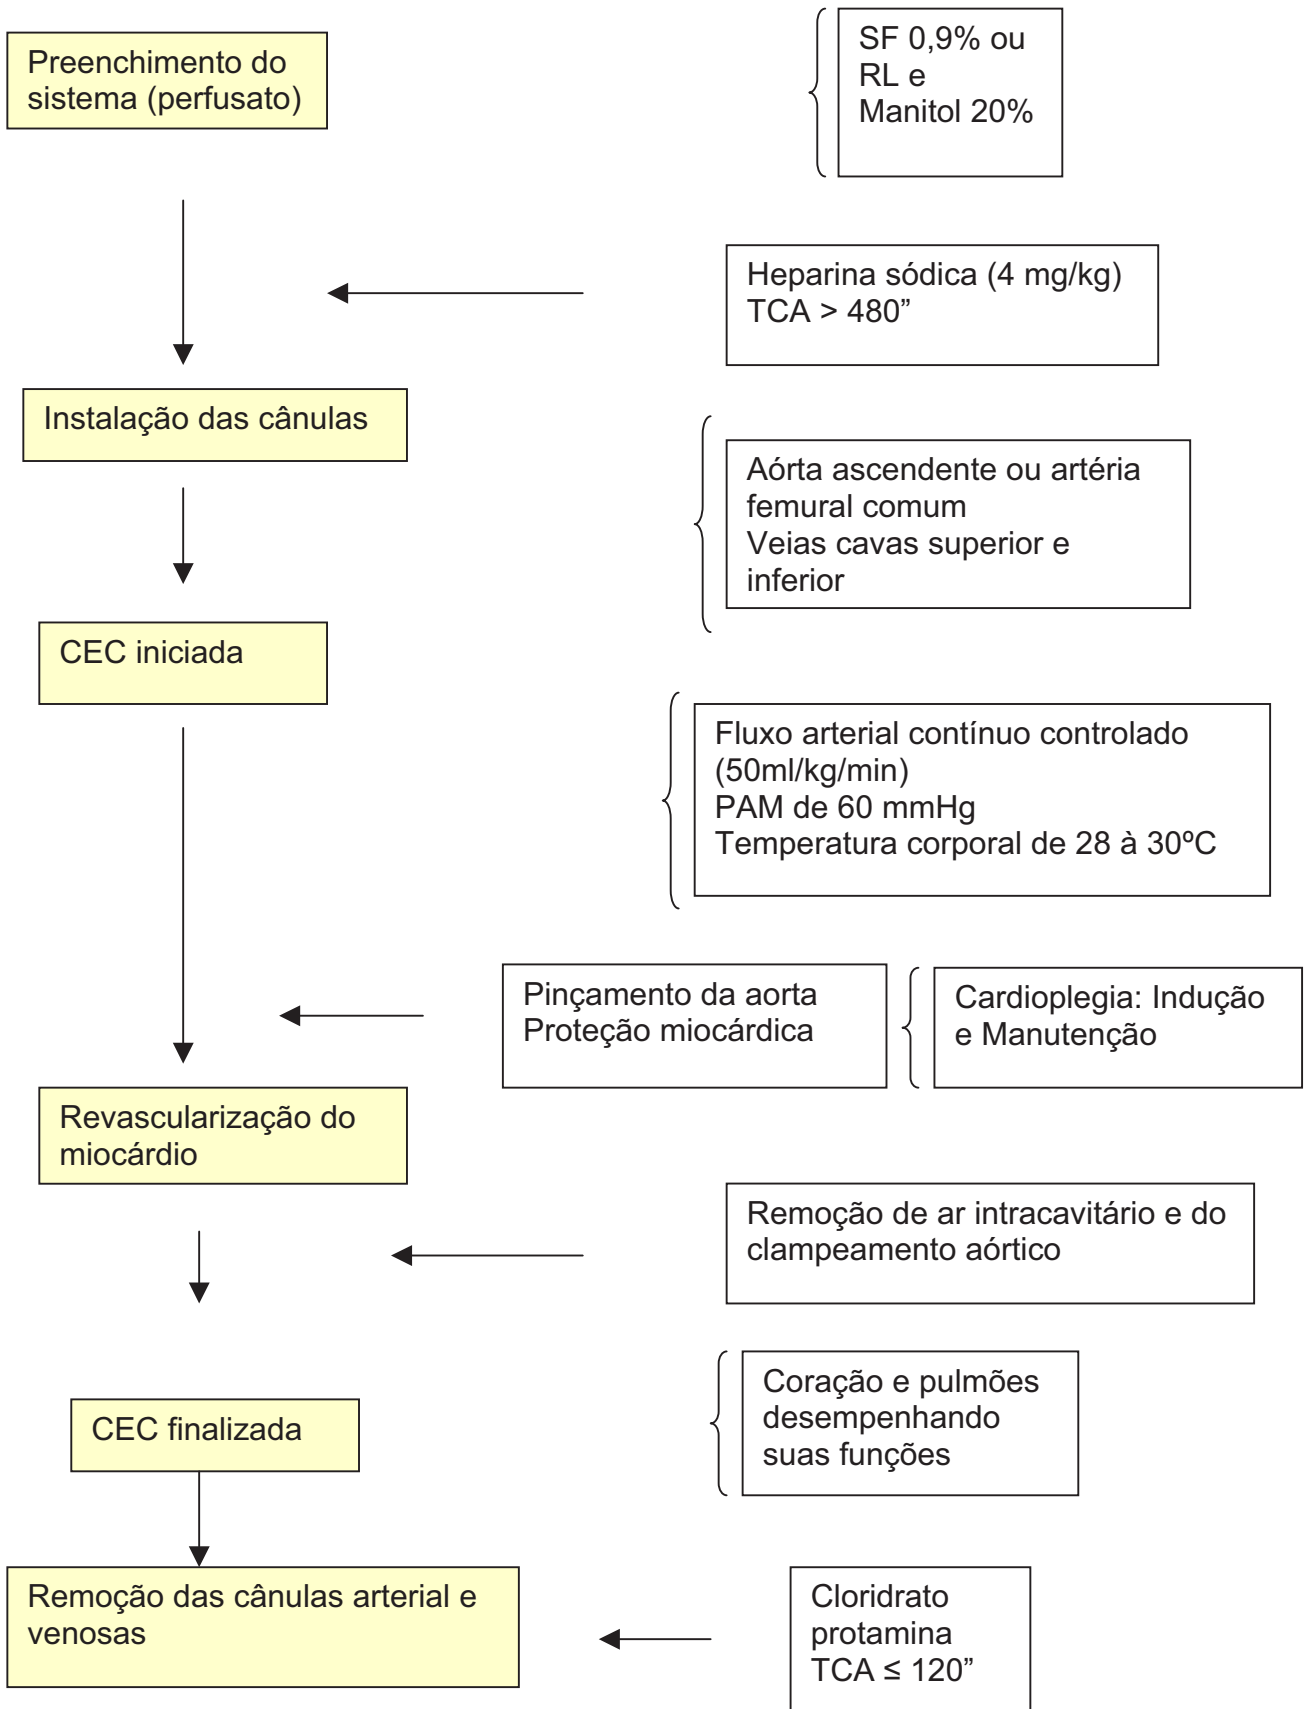 Preenchimento do
sistema (perfusato)
SF 0,9% ou
RL e
Manitol 20%
Heparina sódica (4 mg/kg)
TCA > 480”
Instalação das cânulas
Aórta ascendente ou artéria
femural comum
Veias cavas superior e
inferior
CEC iniciada
Fluxo arterial contínuo controlado
(50ml/kg/min)
PAM de 60 mmHg
Temperatura corporal de 28 à 30ºC
Pinçamento da aorta
Proteção miocárdica
Cardioplegia: Indução
e Manutenção
Revascularização do
miocárdio
Remoção de ar intracavitário e do
clampeamento aórtico
Coração e pulmões
desempenhando
suas funções
CEC finalizada
Remoção das cânulas arterial e
venosas
Cloridrato
protamina
TCA ≤ 120”